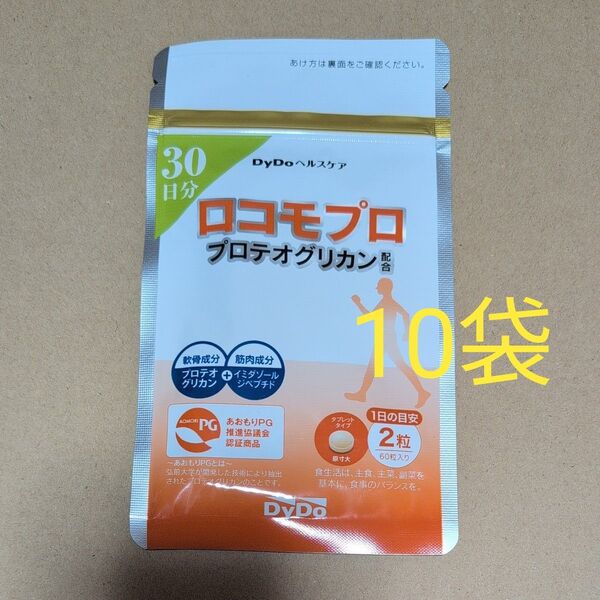 あけ方は裏面をご確認ください。
30
日分
DyDoヘルスケア
ロコモプロ
プロテオグリカン配合
10袋
軟骨成分
プロテオ
グリカン
+
筋肉成分
イミダゾール
ジペプチド
AOMORI PG
あおもりPG
推進協議会
認証商品
～あおもりPGとは～
弘前大学が開発した技術により抽出
されたプロテオグリカンのことです。
タブレット
タイプ
原寸大
1日の目安
2粒
60粒入り
食生活は、主食、主菜、副菜を
基本に、食事のバランスを。
DyDo